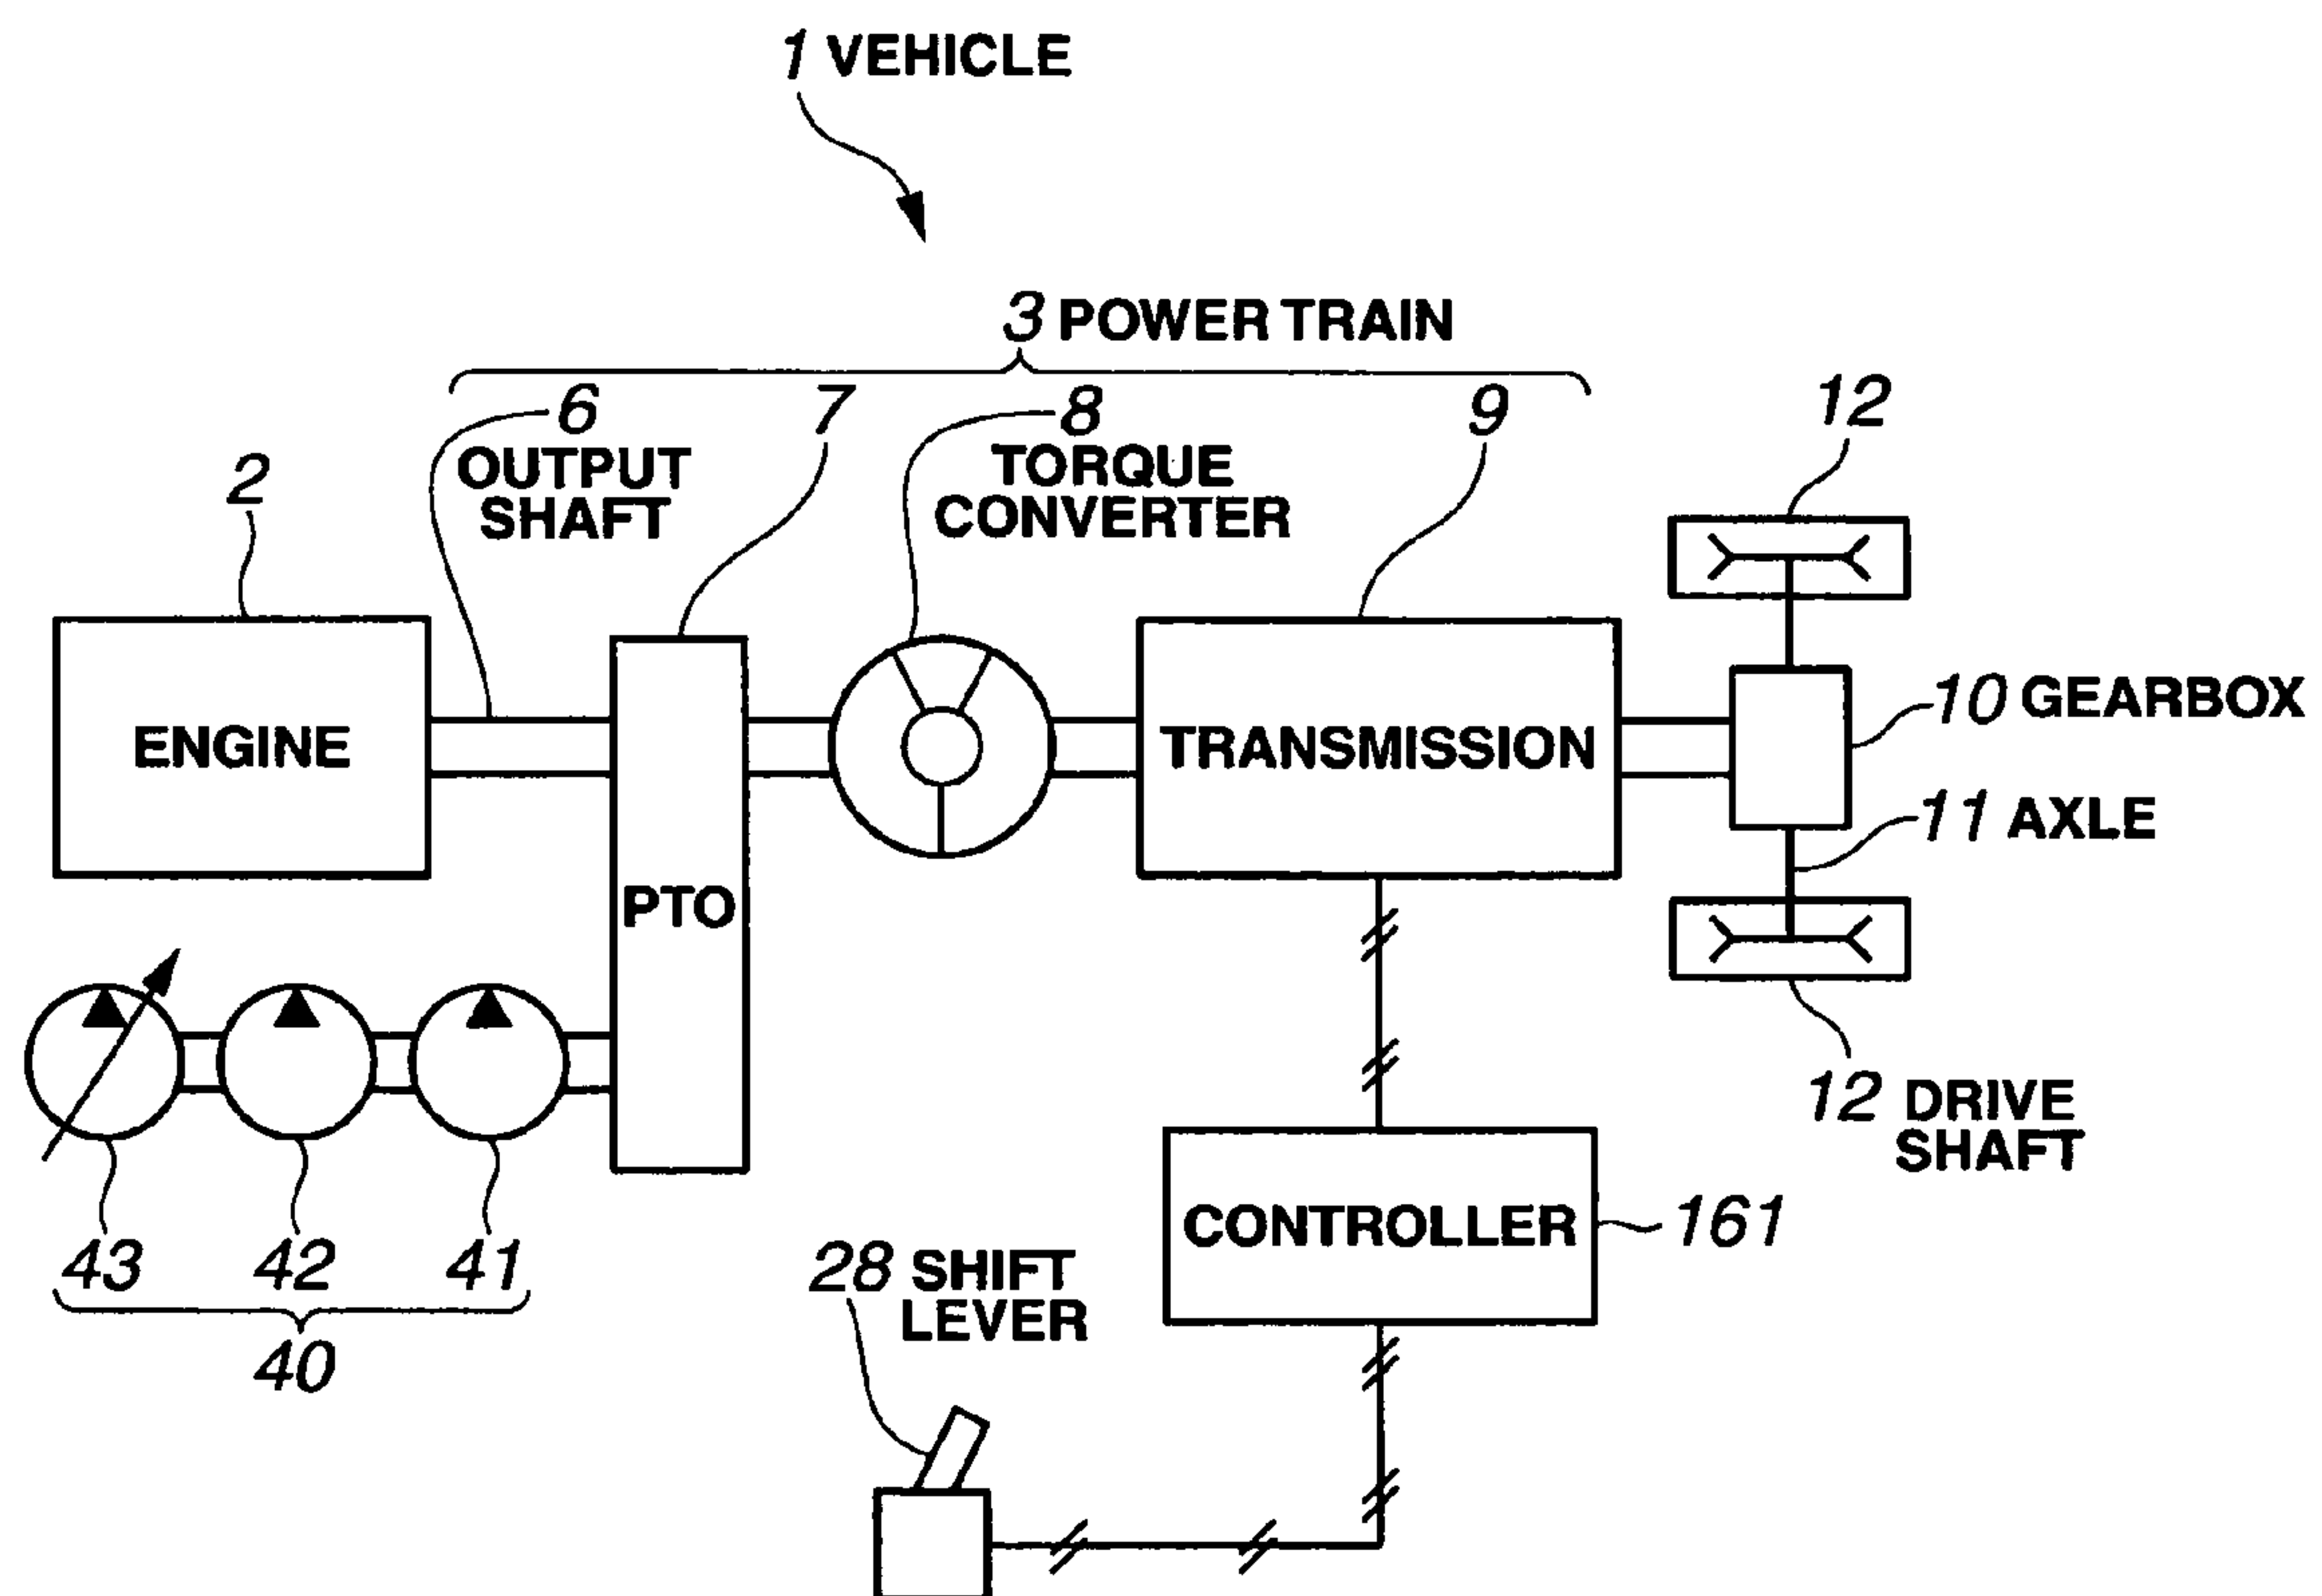 1 VEHICLE
3 POWER TRAIN
6 OUTPUT SHAFT
7
8 TORQUE CONVERTER
9
12
2
ENGINE
PTO
TRANSMISSION
10 GEARBOX
11 AXLE
12 DRIVE SHAFT
CONTROLLER
161
43
42
41
40
28 SHIFT LEVER